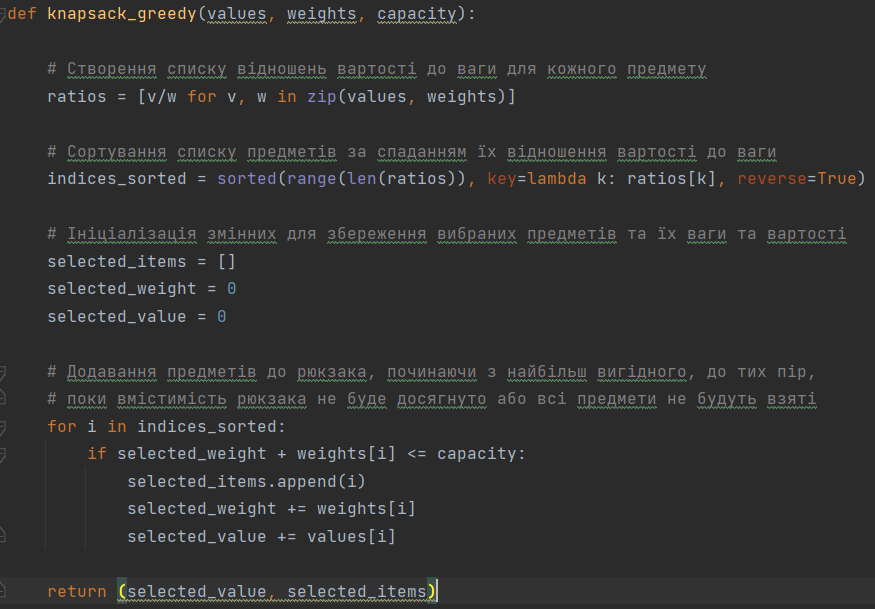 def knapsack_greedy(values, weights, capacity):
# Створення списку відношень вартості до ваги для кожного предмету
ratios = [v/w for v, w in zip(values, weights)]
# Сортування списку предметів за спаданням їх відношення вартості до ваги
indices_sorted = sorted(range(len(ratios)), key=lambda k: ratios[k], reverse=True)
# Ініціалізація змінних для збереження вибраних предметів та їх ваги та вартості
selected_items = []
selected_weight = 0
selected_value = 0
# Додавання предметів до рюкзака, починаючи з найбільш вигідного, до тих пір,
# поки вмістимість рюкзака не буде досягнуто або всі предмети не будуть взяті
for i in indices_sorted:
if selected_weight + weights[i] <= capacity:
selected_items.append(i)
selected_weight += weights[i]
selected_value += values[i]
return (selected_value, selected_items)